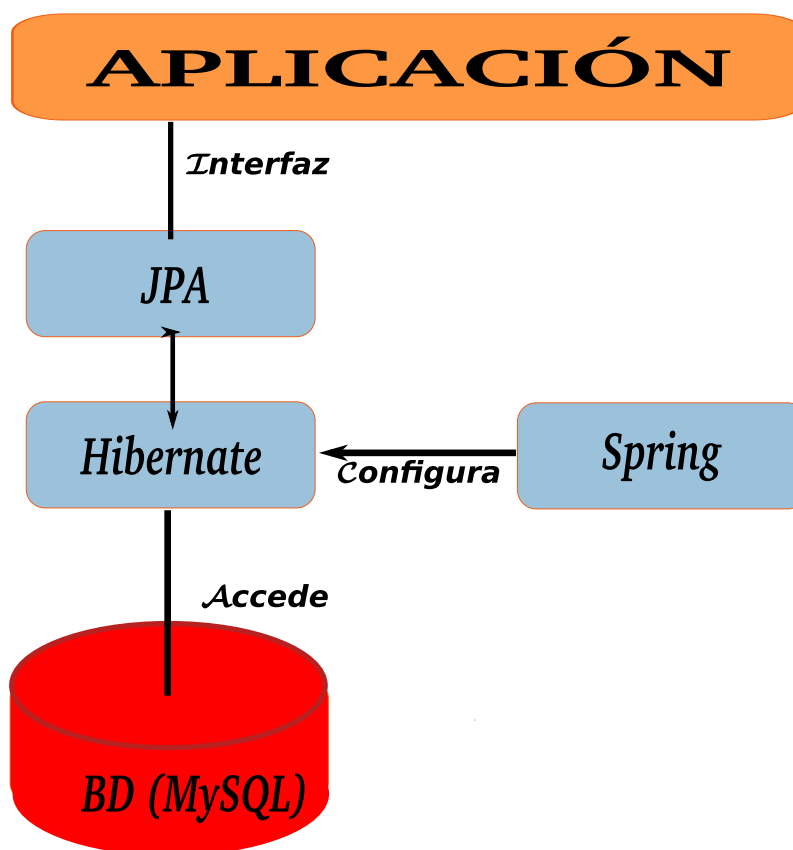 APLICACIÓN
Interfaz
JPA
Hibernate
Spring
Configura
Accede
BD (MySQL)